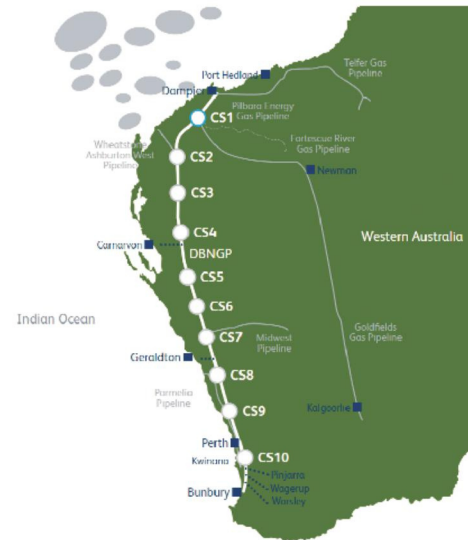 Port Hedland
Telfer Gas
Pipeline
Dampier
Pilbara Energy
Gas Pipeline
CS1
Fortescue River
Gas Pipeline
Wheatstone
Ashburton West
Pipeline
CS2
Newman
CS3
CS4
Western Australia
Carnarvon
DBNGP
CS5
CS6
Indian Ocean
CS7
Midwest
Pipeline
Goldfields
Gas Pipeline
Geraldton
CS8
Parmelia
Pipeline
CS9
Kalgoorlie
Perth
Kwinana
CS10
Pinjarra
Wagerup
Worsley
Bunbury